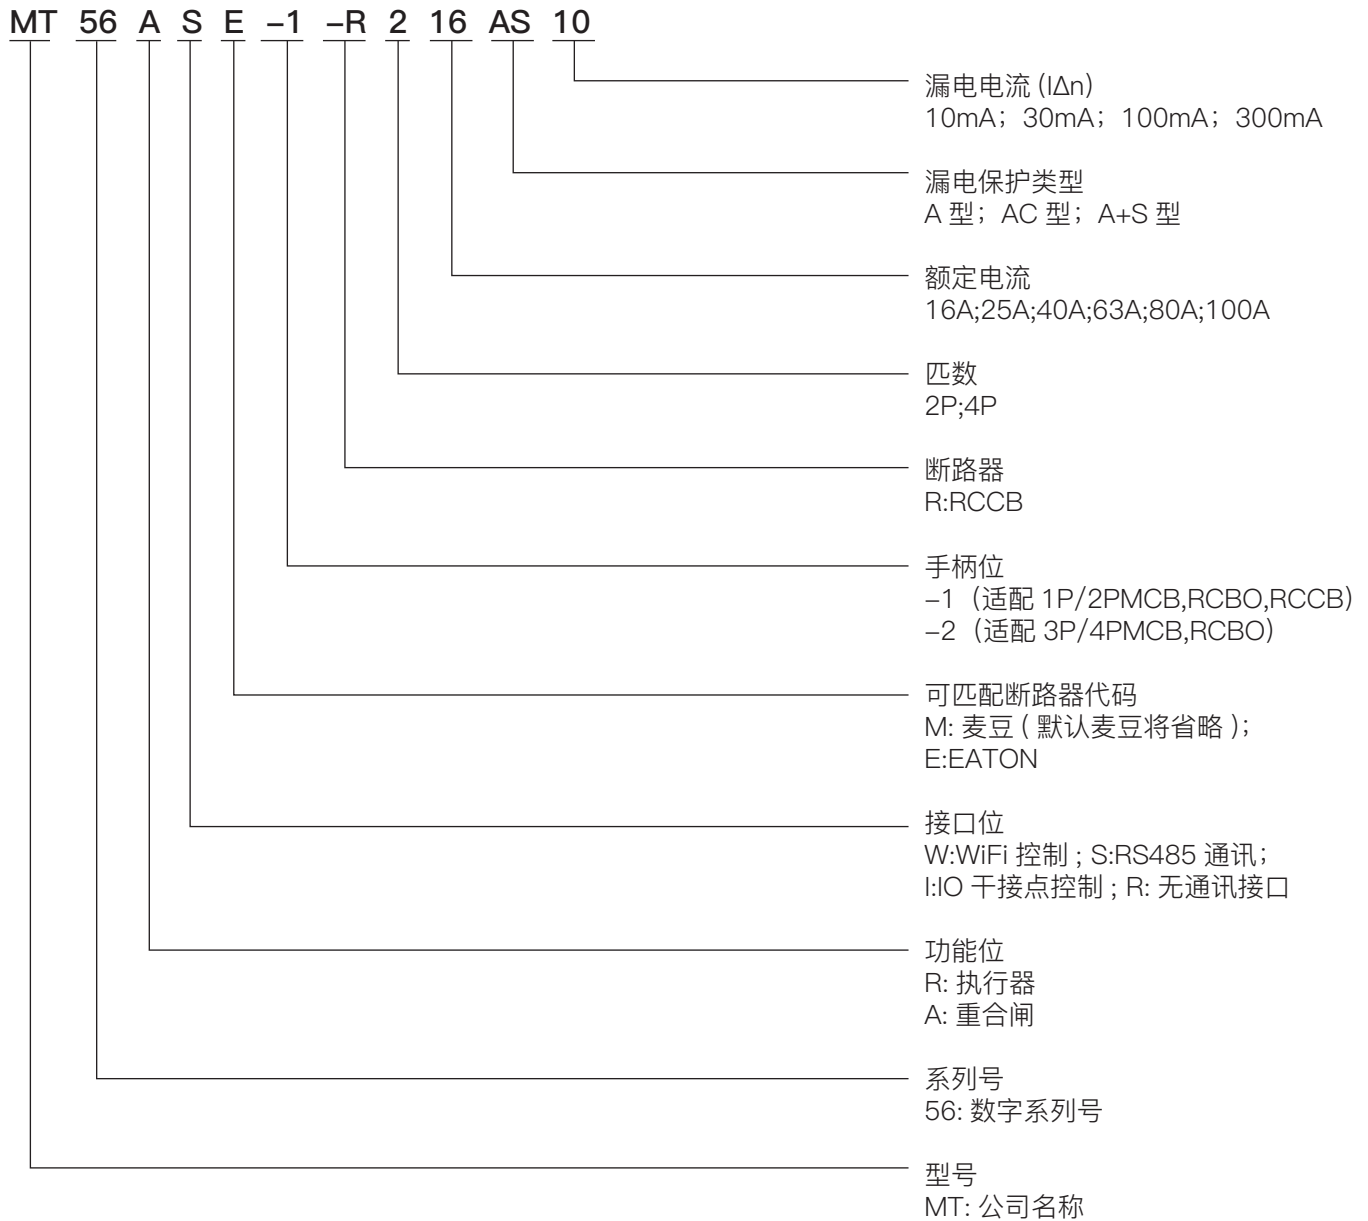 MT 56 A S E -1 -R 2 16 AS 10
漏电电流 (IΔn)
10mA；30mA；100mA；300mA
漏电保护类型
A 型；AC 型；A+S 型
额定电流
16A;25A;40A;63A;80A;100A
匹数
2P;4P
断路器
R:RCCB
手柄位
-1（适配 1P/2PMCB,RCBO,RCCB）
-2（适配 3P/4PMCB,RCBO）
可匹配断路器代码
M: 麦豆 ( 默认麦豆将省略 )；
E:EATON
接口位
W:WiFi 控制 ; S:RS485 通讯；
I:IO 干接点控制 ; R: 无通讯接口
功能位
R: 执行器
A: 重合闸
系列号
56: 数字系列号
型号
MT: 公司名称